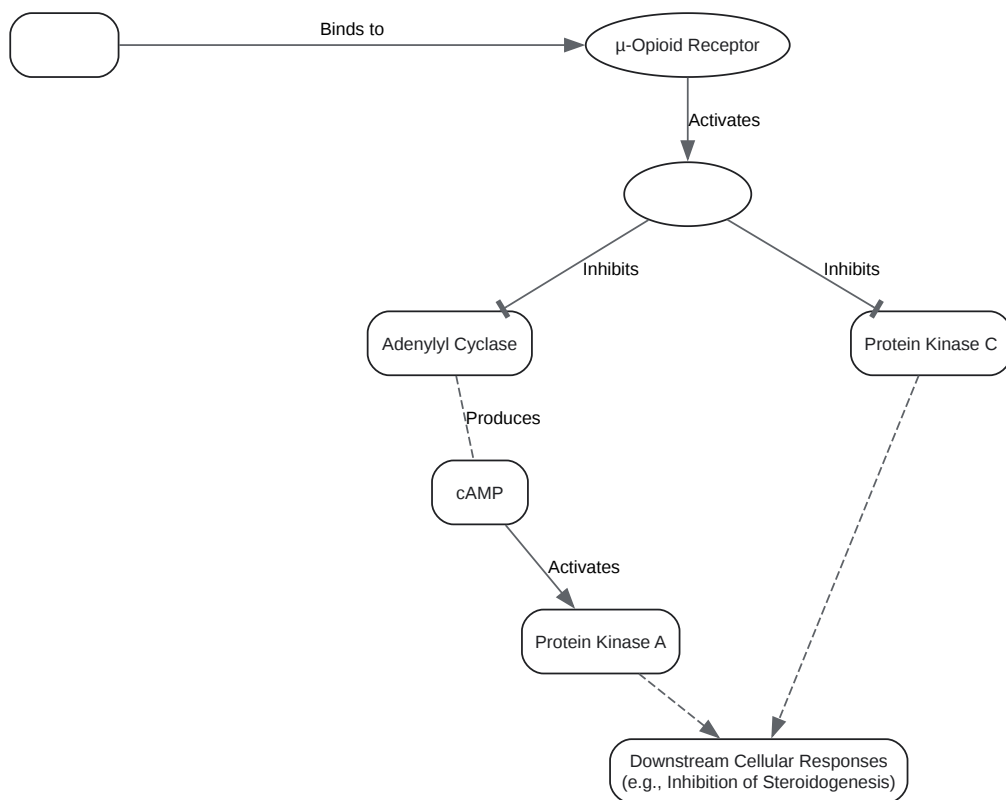 Binds to
µ-Opioid Receptor
Activates
Inhibits
Inhibits
Adenylyl Cyclase
Protein Kinase C
Produces
cAMP
Activates
Protein Kinase A
Downstream Cellular Responses
(e.g., Inhibition of Steroidogenesis)